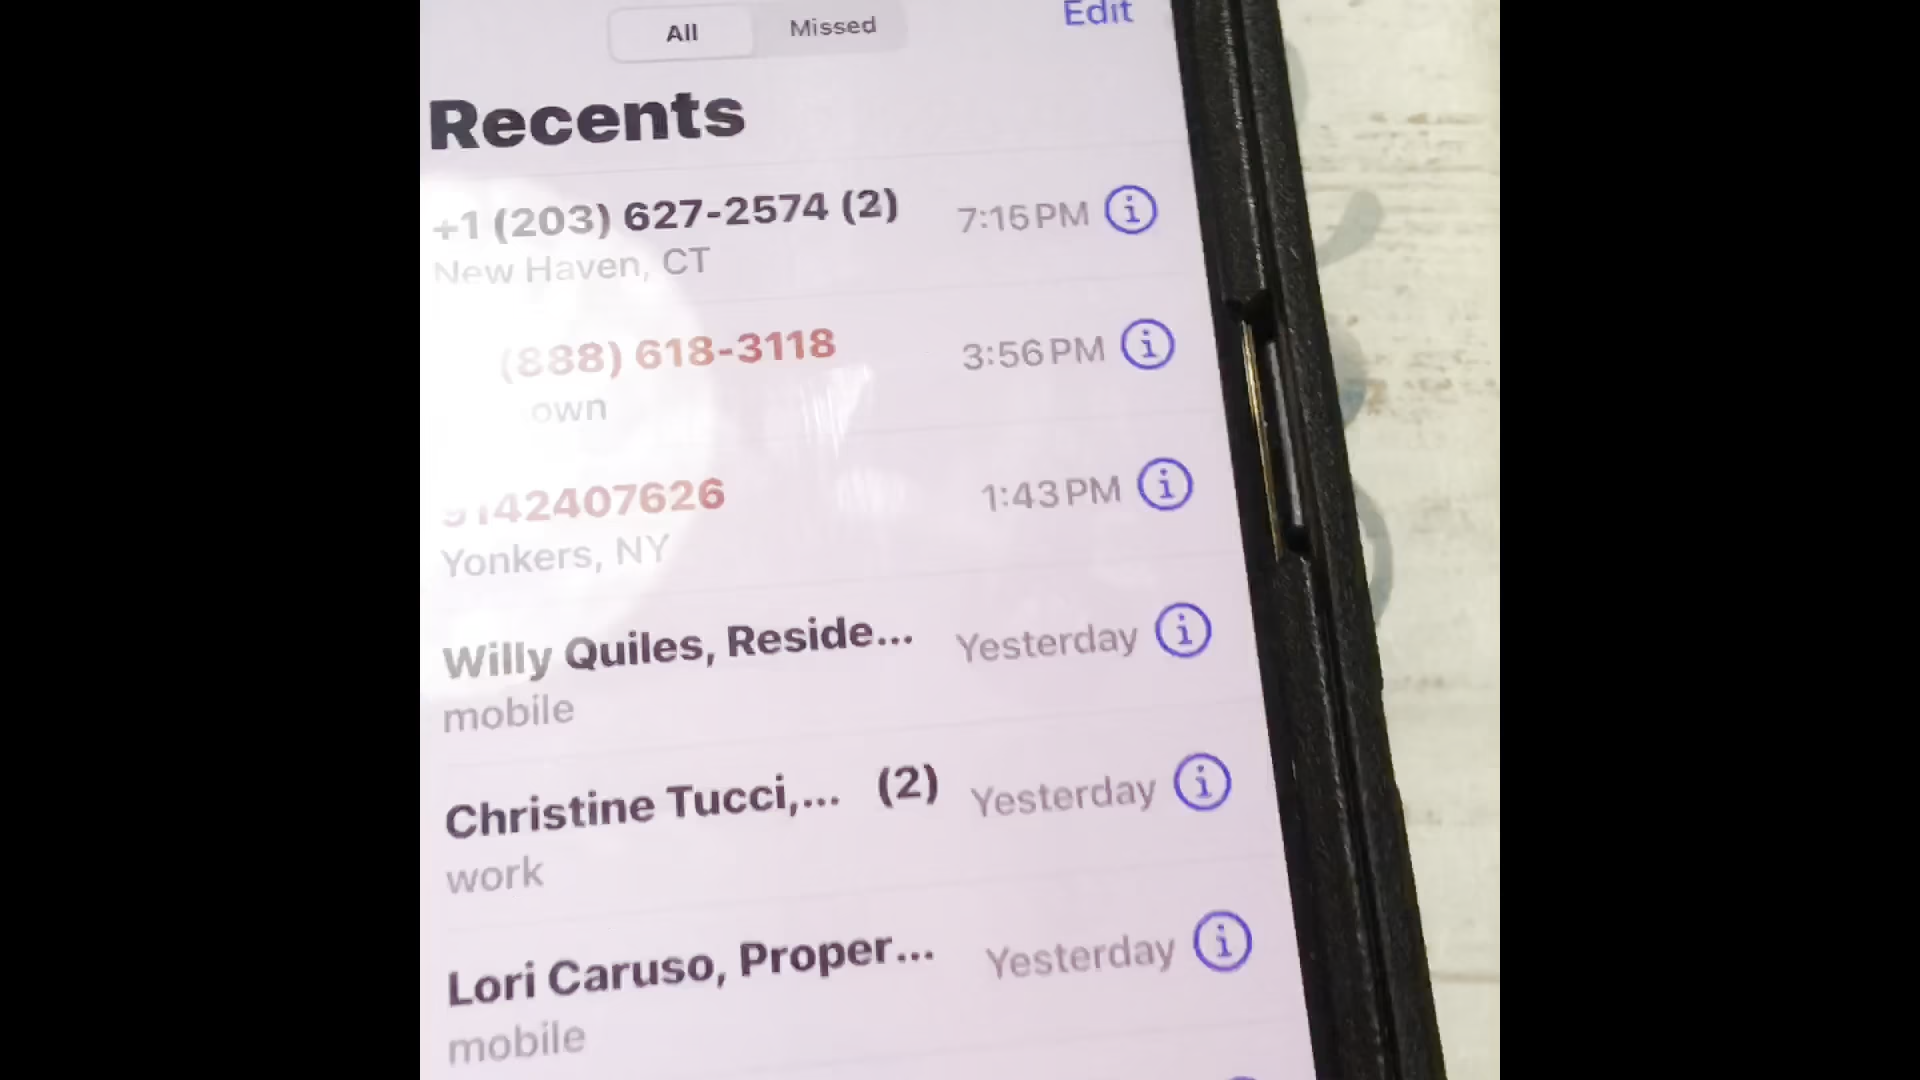 All Missed Edit
Recents
+1 (203) 627-2574 (2) 7:15 PM
New Haven, CT
(888) 618-3118 3:56 PM
own
9142407626 1:43 PM
Yonkers, NY
Willy Quiles, Reside... Yesterday
mobile
Christine Tucci,... (2) Yesterday
work
Lori Caruso, Proper... Yesterday
mobile